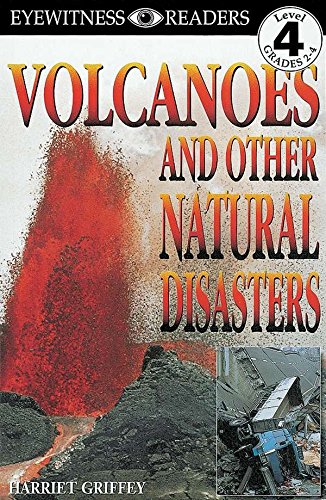 EYEWITNESS READERS
Level
4
GRADES 2-4
VOLCANOES
AND OTHER
NATURAL
DISASTERS
HARRIET GRIFFEY